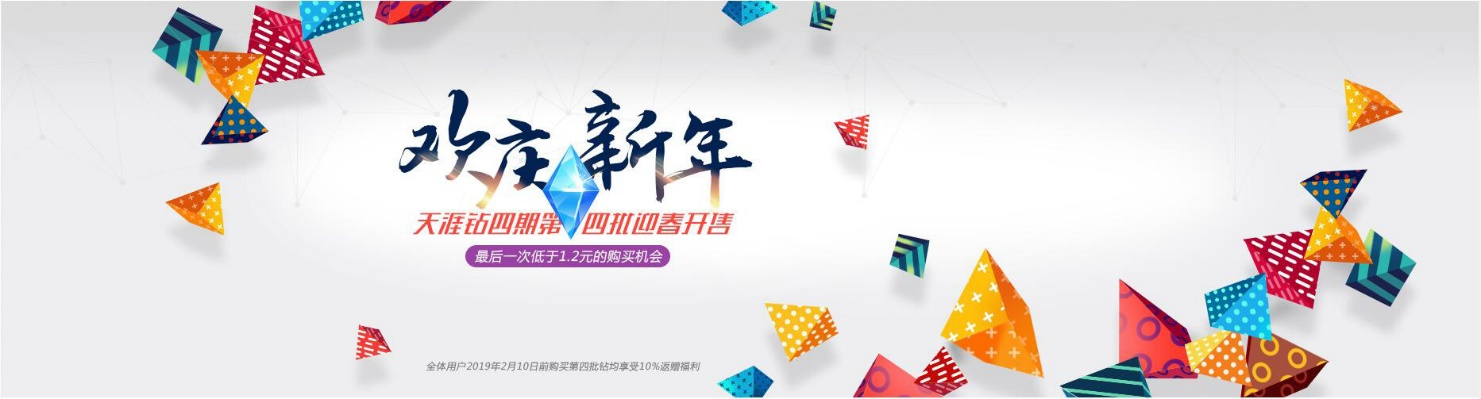 欢庆新年
天涯钻四期第四批迎春开售
最后一次低于1.2元的购买机会
全体用户2019年2月10日前购买第四批钻均享受10%返赠福利